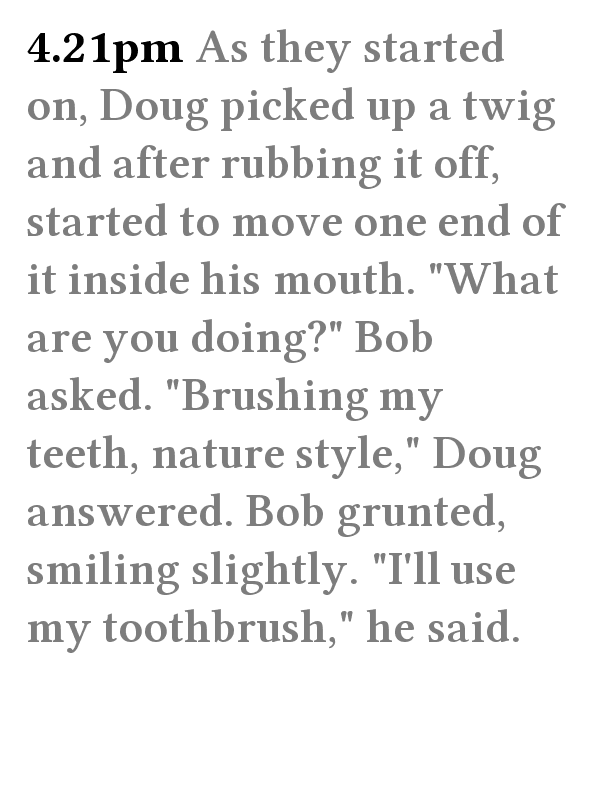 4.21pm As they started
on, Doug picked up a twig
and after rubbing it off,
started to move one end of
it inside his mouth. "What
are you doing?" Bob
asked. "Brushing my
teeth, nature style," Doug
answered. Bob grunted,
smiling slightly. "I'll use
my toothbrush," he said.